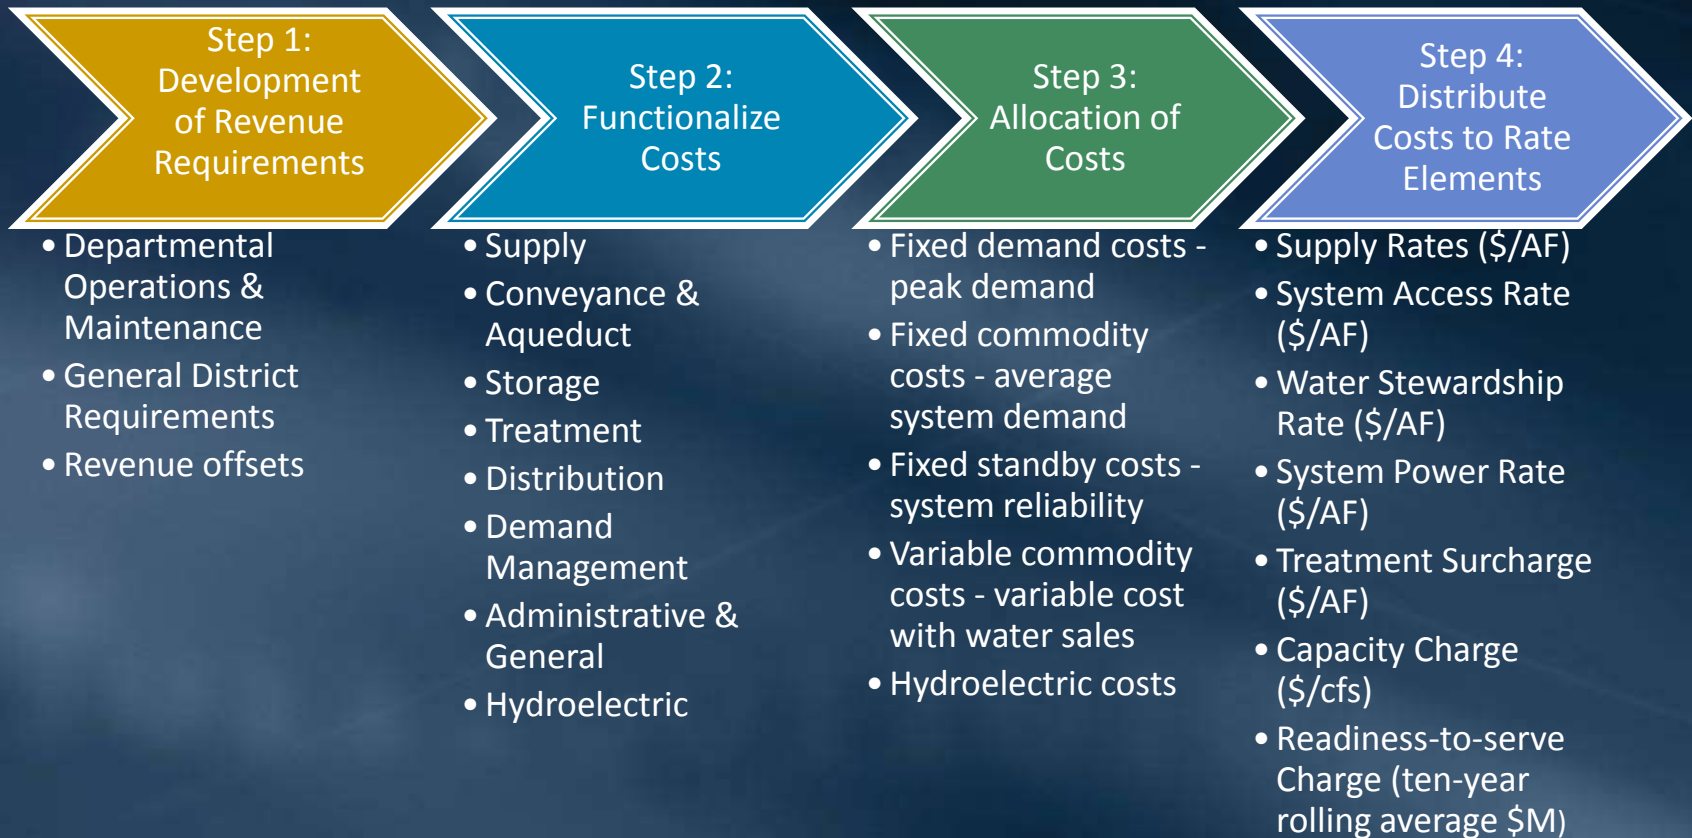 Step 1:
Development
of Revenue
Requirements
• Departmental
Operations &
Maintenance
• General District
Requirements
• Revenue offsets
Step 2:
Functionalize
Costs
• Supply
• Conveyance &
Aqueduct
• Storage
• Treatment
• Distribution
• Demand
Management
• Administrative &
General
• Hydroelectric
Step 3:
Allocation of
Costs
• Fixed demand costs -
peak demand
• Fixed commodity
costs - average
system demand
• Fixed standby costs -
system reliability
• Variable commodity
costs - variable cost
with water sales
• Hydroelectric costs
Step 4:
Distribute
Costs to Rate
Elements
• Supply Rates ($/AF)
• System Access Rate
($/AF)
• Water Stewardship
Rate ($/AF)
• System Power Rate
($/AF)
• Treatment Surcharge
($/AF)
• Capacity Charge
($/cfs)
• Readiness-to-serve
Charge (ten-year
rolling average $M)